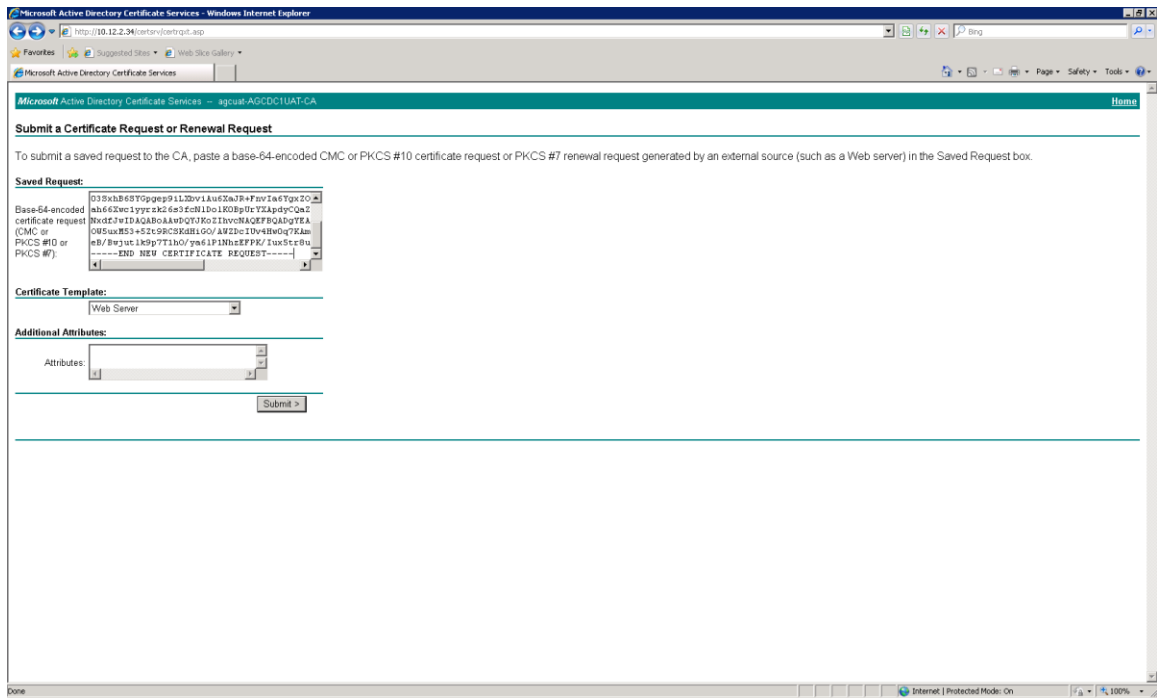 Microsoft Active Directory Certificate Services - Windows Internet Explorer
http://10.12.2.34/certsrv/certrqxt.asp
Bing
Favorites Suggested Sites Web Slice Gallery
Microsoft Active Directory Certificate Services
Page Safety Tools
Microsoft Active Directory Certificate Services -- agcuat-AGCDC1UAT-CA
Home
Submit a Certificate Request or Renewal Request
To submit a saved request to the CA, paste a base-64-encoded CMC or PKCS #10 certificate request or PKCS #7 renewal request generated by an external source (such as a Web server) in the Saved Request box.
Saved Request:
Base-64-encoded
certificate request
(CMC or
PKCS #10 or
PKCS #7):
-----END NEW CERTIFICATE REQUEST-----
Certificate Template:
Web Server
Additional Attributes:
Attributes:
Submit >
Done
Internet | Protected Mode: On
100%